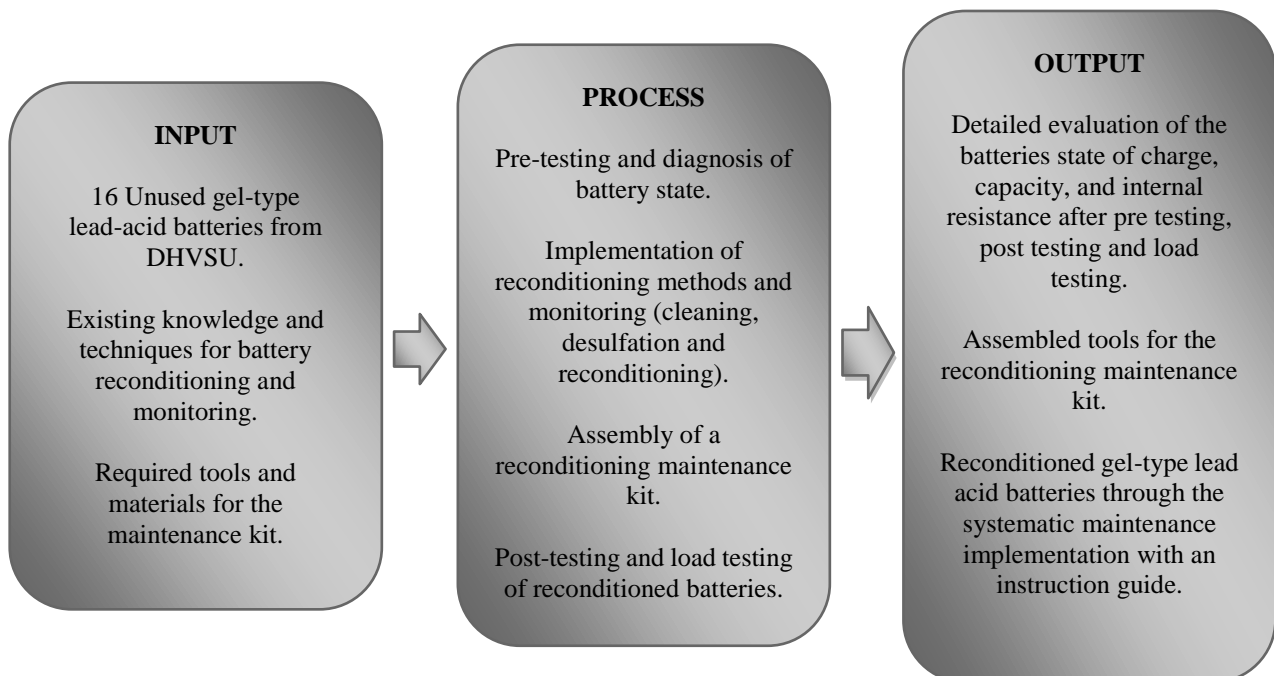 INPUT
16 Unused gel-type
lead-acid batteries from
DHVSU.
Existing knowledge and
techniques for battery
reconditioning and
monitoring.
Required tools and
materials for the
maintenance kit.
PROCESS
Pre-testing and diagnosis of
battery state.
Implementation of
reconditioning methods and
monitoring (cleaning,
desulfation and
reconditioning).
Assembly of a
reconditioning maintenance
kit.
Post-testing and load testing
of reconditioned batteries.
OUTPUT
Detailed evaluation of the
batteries state of charge,
capacity, and internal
resistance after pre testing,
post testing and load
testing.
Assembled tools for the
reconditioning maintenance
kit.
Reconditioned gel-type lead
acid batteries through the
systematic maintenance
implementation with an
instruction guide.